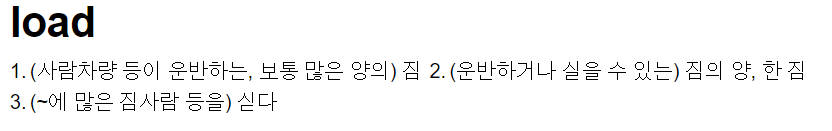 load
1. (사람차량 등이 운반하는, 보통 많은 양의) 짐 2. (운반하거나 실을 수 있는) 짐의 양, 한 짐
3. (~에 많은 짐사람 등을) 싣다